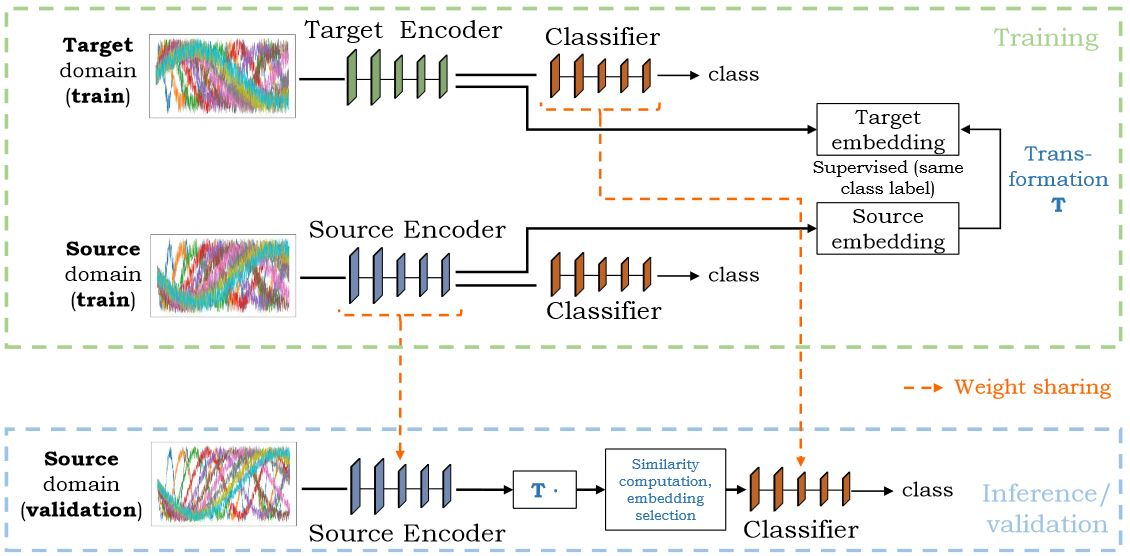 Training
Target
domain
(train)
Target Encoder
Classifier
class
Target
embedding
Supervised (same
class label)
Trans-
formation
T
Source
embedding
Source
domain
(train)
Source Encoder
class
Classifier
Weight sharing
Source
domain
(validation)
Source Encoder
T ·
Similarity
computation,
embedding
selection
Classifier
class
Inference/
validation